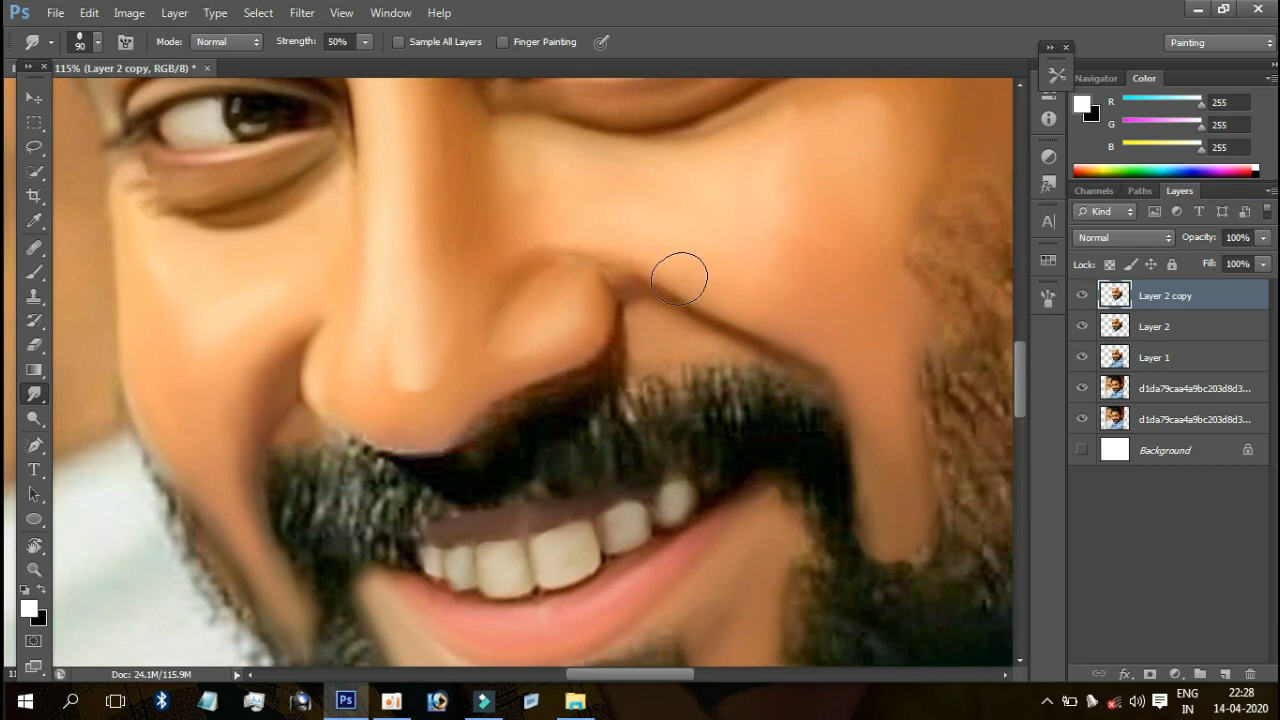 Ps File Edit Image Layer Type Select Filter View Window Help
90 Mode: Normal Strength: 50% Sample All Layers Finger Painting Painting
115% (Layer 2 copy, RGB/8) * ×
Navigator Color
R 255
G 255
B 255
Channels Paths Layers
Kind
Normal Opacity: 100%
Lock: Fill: 100%
Layer 2 copy
Layer 2
Layer 1
d1da79caa4a9bc203d8d3...
d1da79caa4a9bc203d8d3...
Background
Doc: 24.1M/115.9M
ENG 22:28
IN 14-04-2020